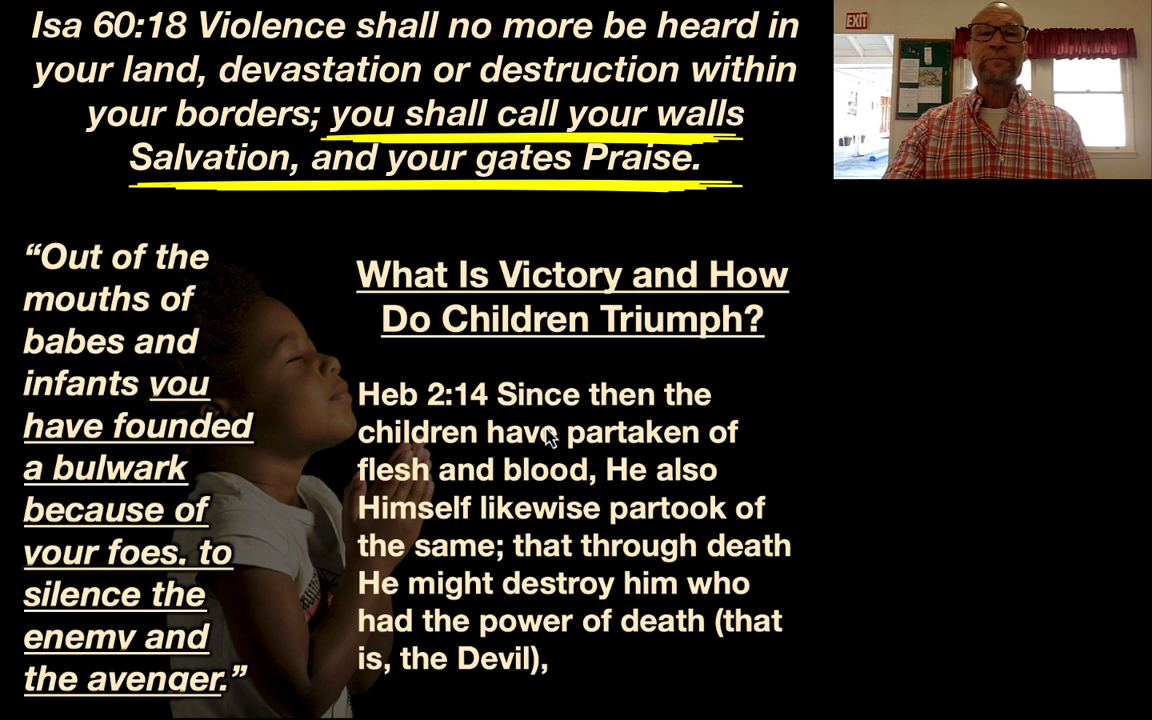 Isa 60:18 Violence shall no more be heard in
your land, devastation or destruction within
your borders; you shall call your walls
Salvation, and your gates Praise.
EXIT
“Out of the
mouths of
babes and
infants you
have founded
a bulwark
because of
your foes, to
silence the
enemy and
the avenger.”
What Is Victory and How
Do Children Triumph?
Heb 2:14 Since then the
children have partaken of
flesh and blood, He also
Himself likewise partook of
the same; that through death
He might destroy him who
had the power of death (that
is, the Devil),